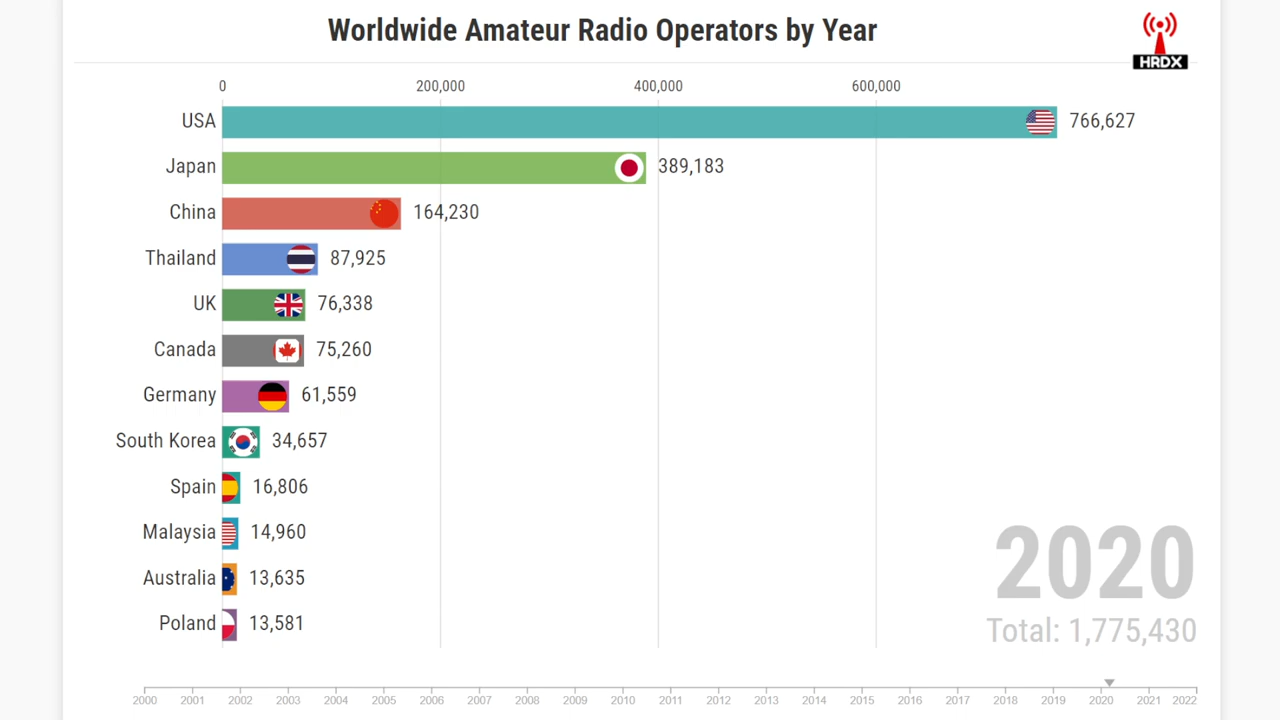 Worldwide Amateur Radio Operators by Year
HRDX
0 200,000 400,000 600,000
USA 766,627
Japan 389,183
China 164,230
Thailand 87,925
UK 76,338
Canada 75,260
Germany 61,559
South Korea 34,657
Spain 16,806
Malaysia 14,960
Australia 13,635
Poland 13,581
2020
Total: 1,775,430
2000 2001 2002 2003 2004 2005 2006 2007 2008 2009 2010 2011 2012 2013 2014 2015 2016 2017 2018 2019 2020 2021 2022